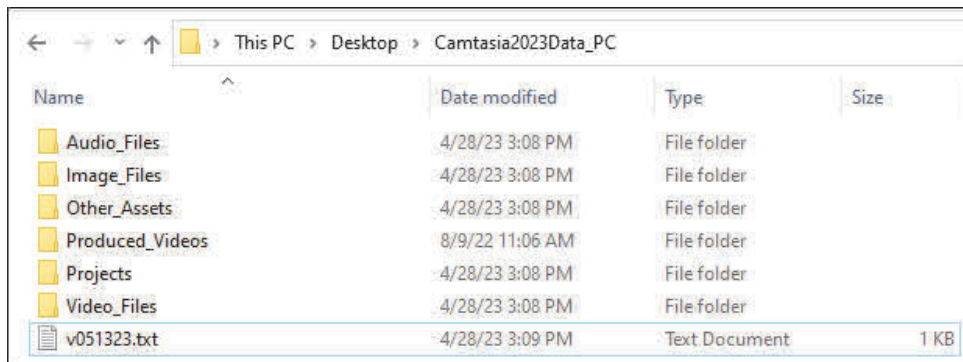 This PC > Desktop > Camtasia2023Data_PC
Name Date modified Type Size
Audio_Files 4/28/23 3:08 PM File folder
Image_Files 4/28/23 3:08 PM File folder
Other_Assets 4/28/23 3:08 PM File folder
Produced_Videos 8/9/22 11:06 AM File folder
Projects 4/28/23 3:08 PM File folder
Video_Files 4/28/23 3:08 PM File folder
v051323.txt 4/28/23 3:09 PM Text Document 1 KB